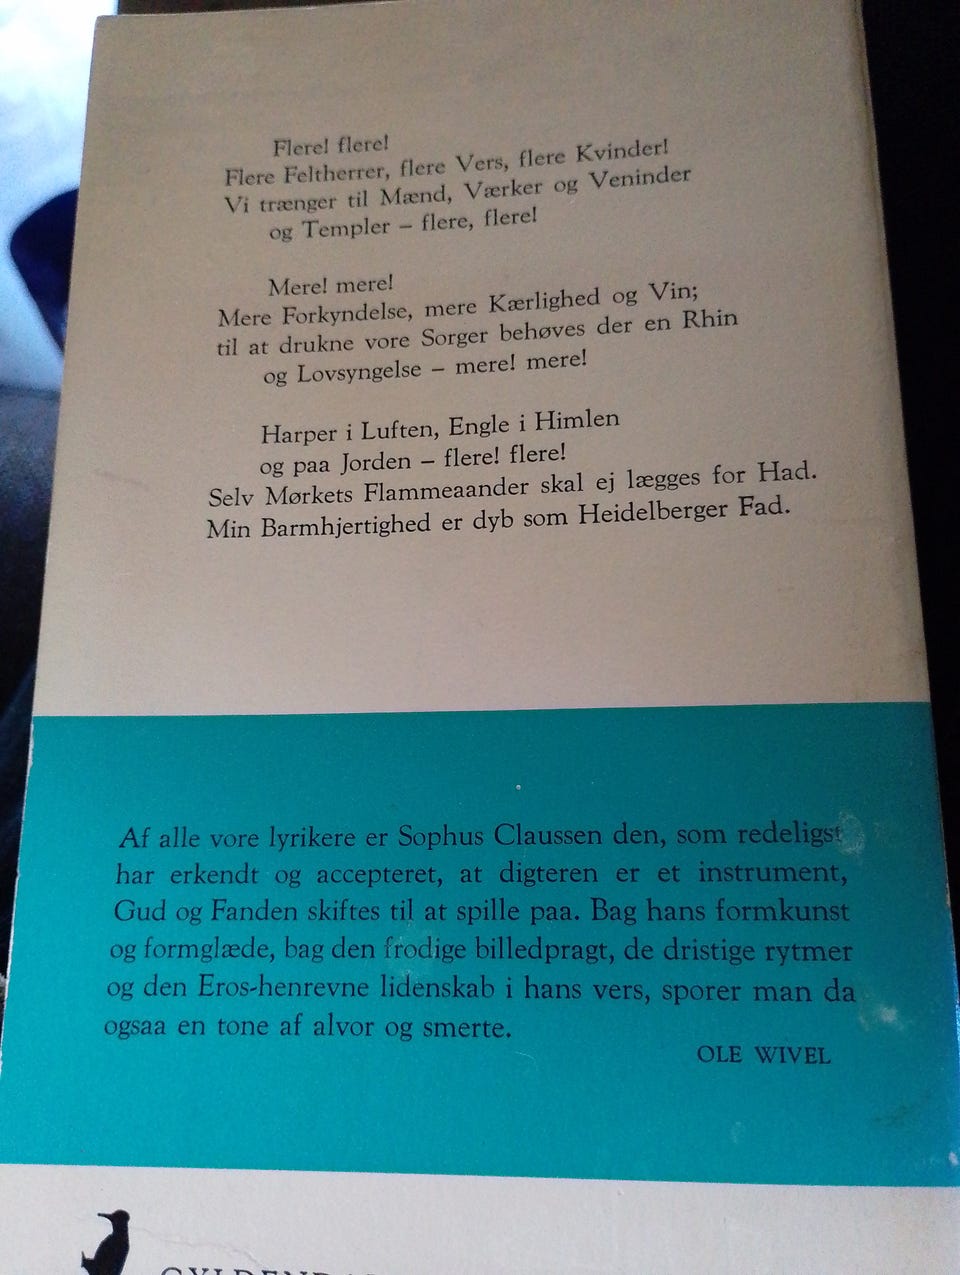 Flere! flere!
Flere Feltherrer, flere Vers, flere Kvinder!
Vi trænger til Mænd, Værker og Veninder
og Templer – flere, flere!
Mere! mere!
Mere Forkyndelse, mere Kærlighed og Vin;
til at drukne vore Sorger behøves der en Rhin
og Lovsyngelse – mere! mere!
Harper i Luften, Engle i Himlen
og paa Jorden – flere! flere!
Selv Mørkets Flammeaander skal ej lægges for Had.
Min Barmhjertighed er dyb som Heidelberger Fad.
Af alle vore lyrikere er Sophus Claussen den, som redeligst
har erkendt og accepteret, at digteren er et instrument,
Gud og Fanden skiftes til at spille paa. Bag hans formkunst
og formglæde, bag den frodige billedpragt, de dristige rytmer
og den Eros-henrevne lidenskab i hans vers, sporer man da
ogsaa en tone af alvor og smerte.
OLE WIVEL